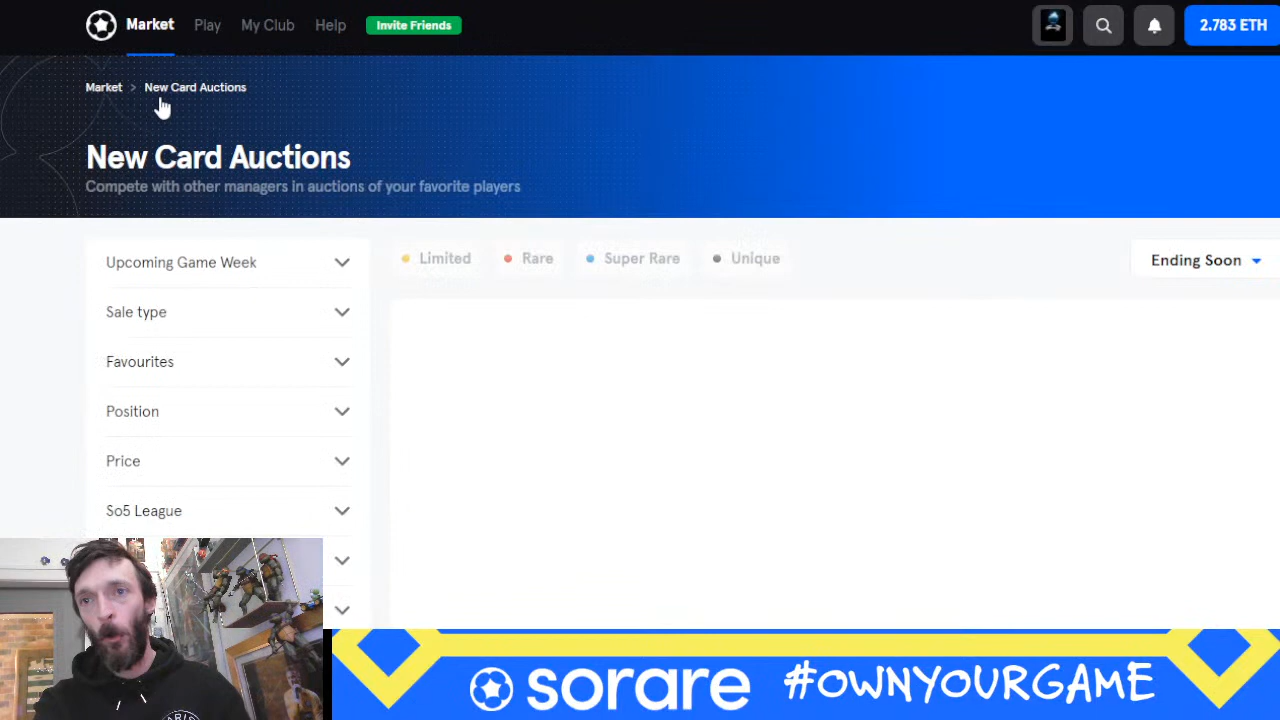 Market Play My Club Help Invite Friends 2.783 ETH
Market > New Card Auctions
New Card Auctions
Compete with other managers in auctions of your favorite players
Upcoming Game Week
Sale type
Favourites
Position
Price
So5 League
Limited Rare Super Rare Unique
Ending Soon
sorare #OWNYOURGAME